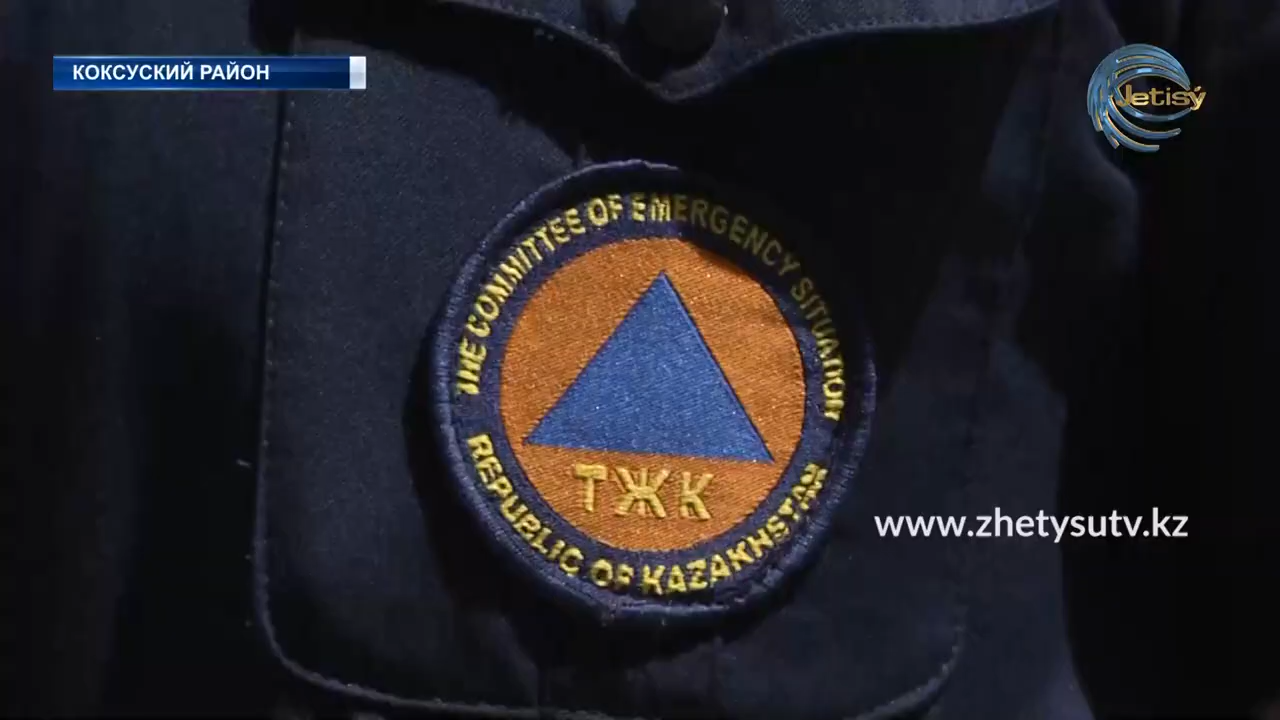 КОКСУСКИЙ РАЙОН
Jetisý
THE COMMITTEE OF EMERGENCY SITUATION
ТЖК
REPUBLIC OF KAZAKHSTAN
www.zhetysutv.kz